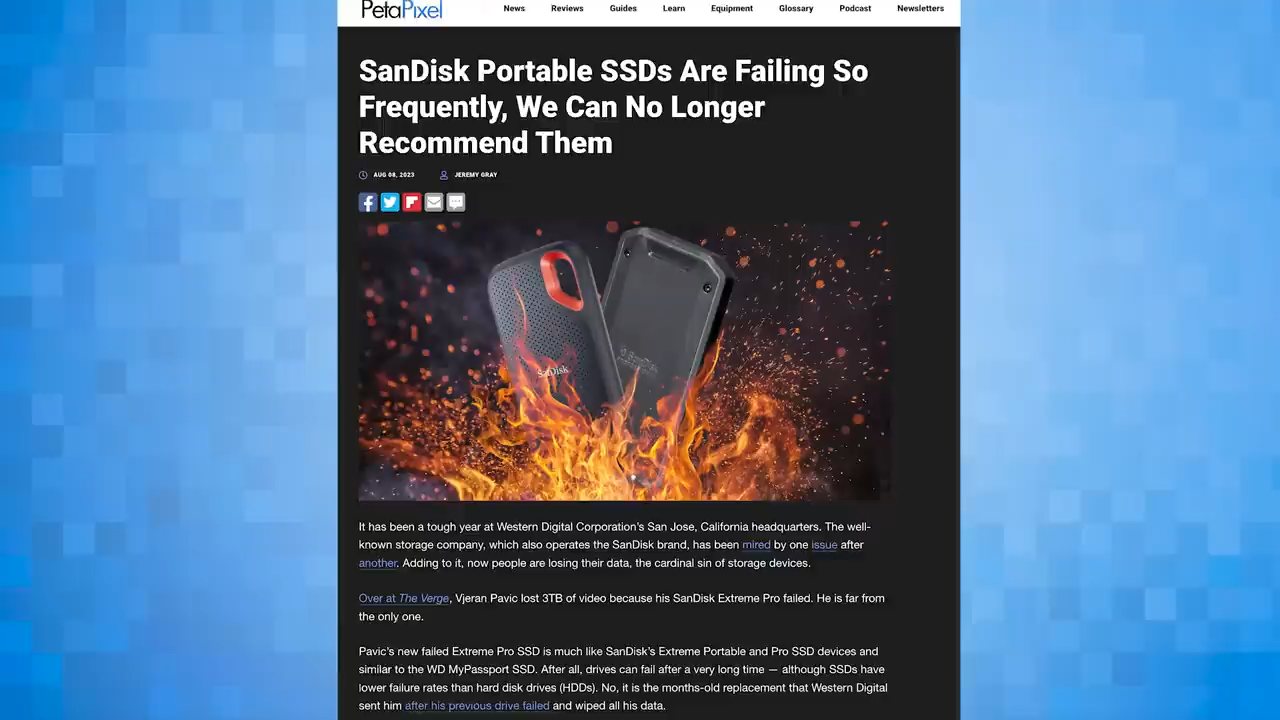 PetaPixel
News Reviews Guides Learn Equipment Glossary Podcast Newsletters
SanDisk Portable SSDs Are Failing So
Frequently, We Can No Longer
Recommend Them
AUG 08, 2023 JEREMY GRAY
SanDisk
It has been a tough year at Western Digital Corporation's San Jose, California headquarters. The well-
known storage company, which also operates the SanDisk brand, has been mired by one issue after
another. Adding to it, now people are losing their data, the cardinal sin of storage devices.
Over at The Verge, Vjeran Pavic lost 3TB of video because his SanDisk Extreme Pro failed. He is far from
the only one.
Pavic's new failed Extreme Pro SSD is much like SanDisk's Extreme Portable and Pro SSD devices and
similar to the WD MyPassport SSD. After all, drives can fail after a very long time — although SSDs have
lower failure rates than hard disk drives (HDDs). No, it is the months-old replacement that Western Digital
sent him after his previous drive failed and wiped all his data.